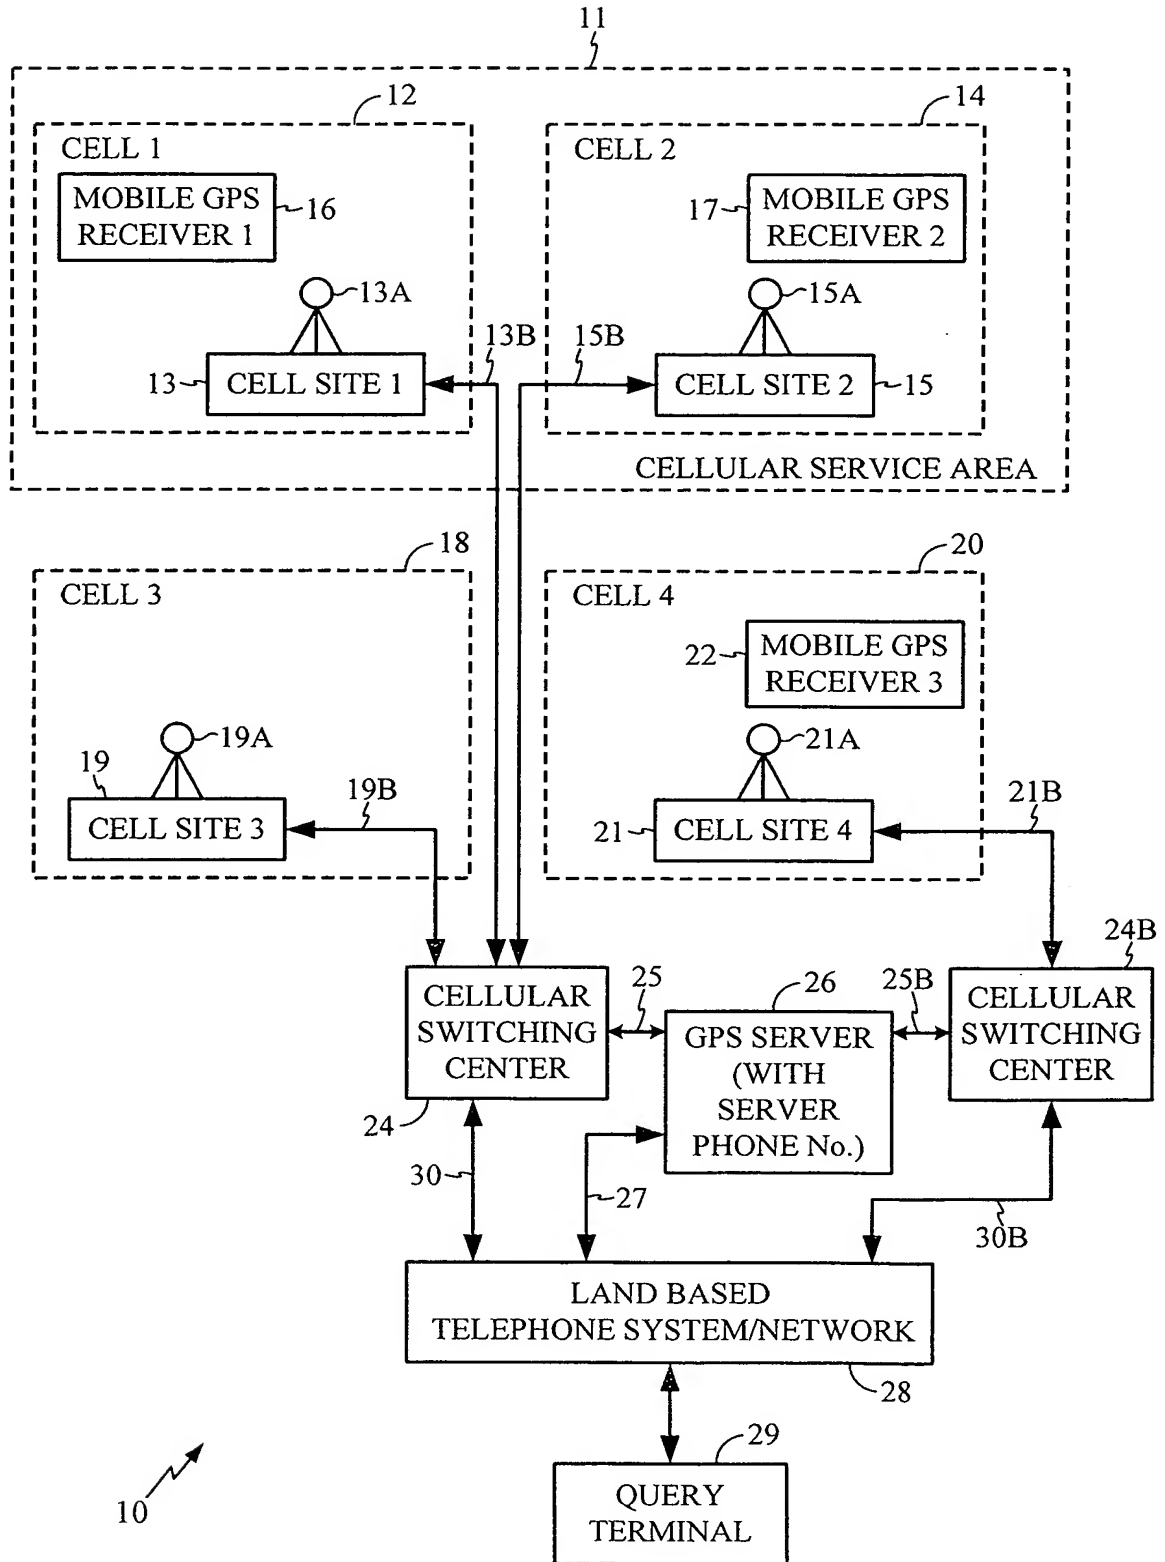 11
12
14
CELL 1
CELL 2
MOBILE GPS
RECEIVER 1
16
17
MOBILE GPS
RECEIVER 2
13A
15A
13B
15B
13
CELL SITE 1
CELL SITE 2
15
CELLULAR SERVICE AREA
18
20
CELL 3
CELL 4
22
MOBILE GPS
RECEIVER 3
19A
21A
19
19B
21B
CELL SITE 3
21
CELL SITE 4
24B
CELLULAR
SWITCHING
CENTER
25
26
25B
GPS SERVER
(WITH
SERVER
PHONE No.)
CELLULAR
SWITCHING
CENTER
24
30
27
30B
LAND BASED
TELEPHONE SYSTEM/NETWORK
28
29
10
QUERY
TERMINAL